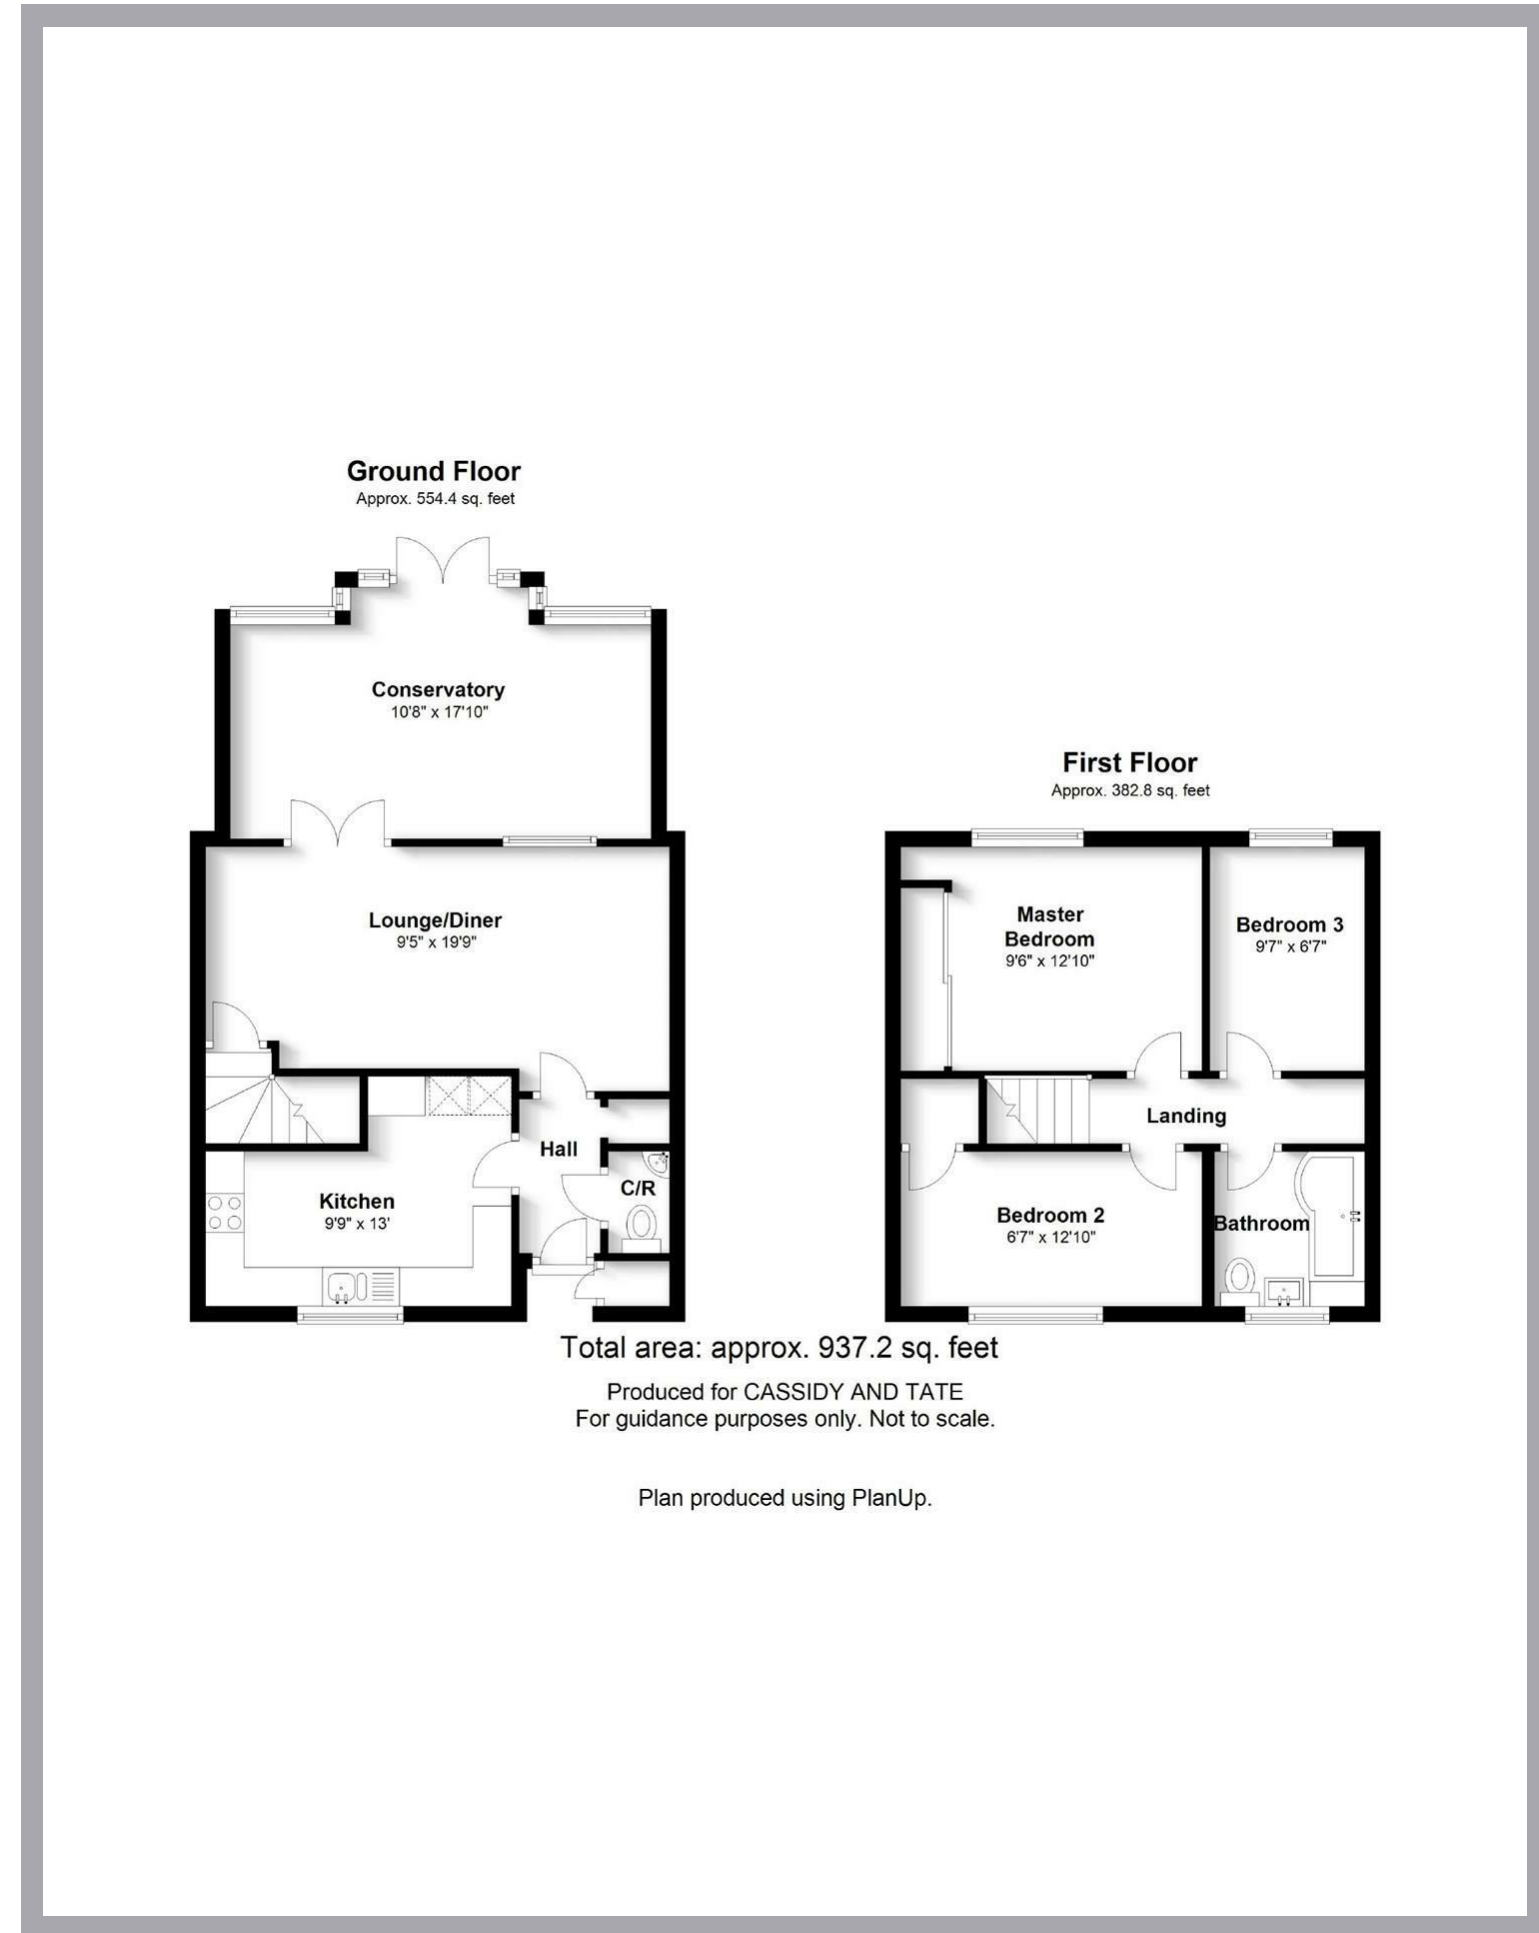 Ground Floor
Approx. 554.4 sq. feet
Conservatory
10'8" x 17'10"
Lounge/Diner
9'5" x 19'9"
Hall
Kitchen
9'9" x 13'
C/R
First Floor
Approx. 382.8 sq. feet
Master
Bedroom
9'6" x 12'10"
Bedroom 3
9'7" x 6'7"
Landing
Bedroom 2
6'7" x 12'10"
Bathroom
Total area: approx. 937.2 sq. feet
Produced for CASSIDY AND TATE
For guidance purposes only. Not to scale.
Plan produced using PlanUp.